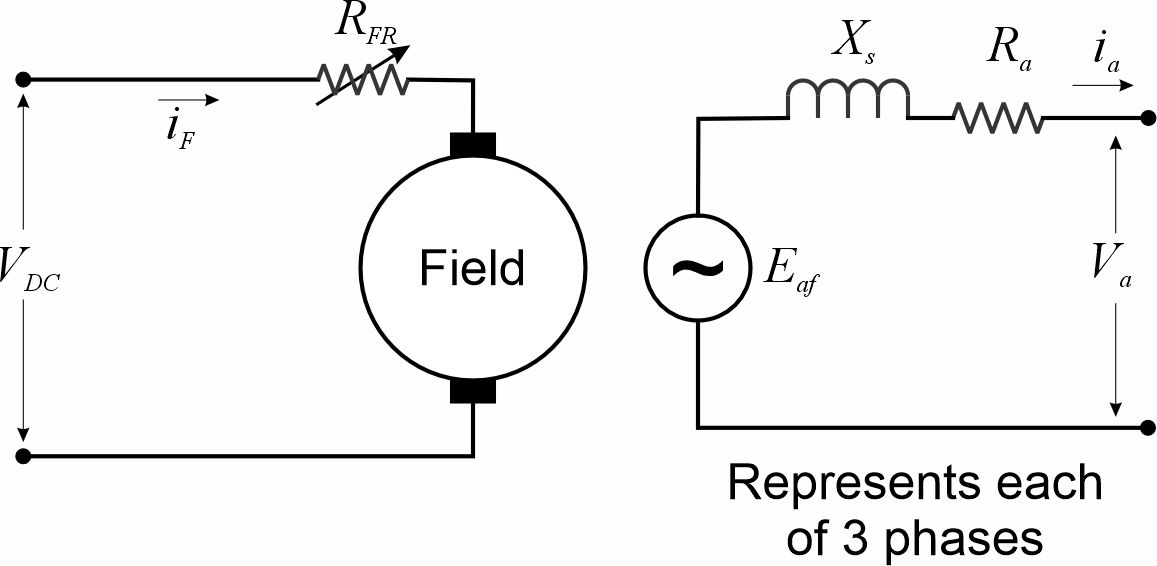 R_FR
i_F
V_DC
Field
X_s
R_a
i_a
~
E_af
V_a
Represents each
of 3 phases